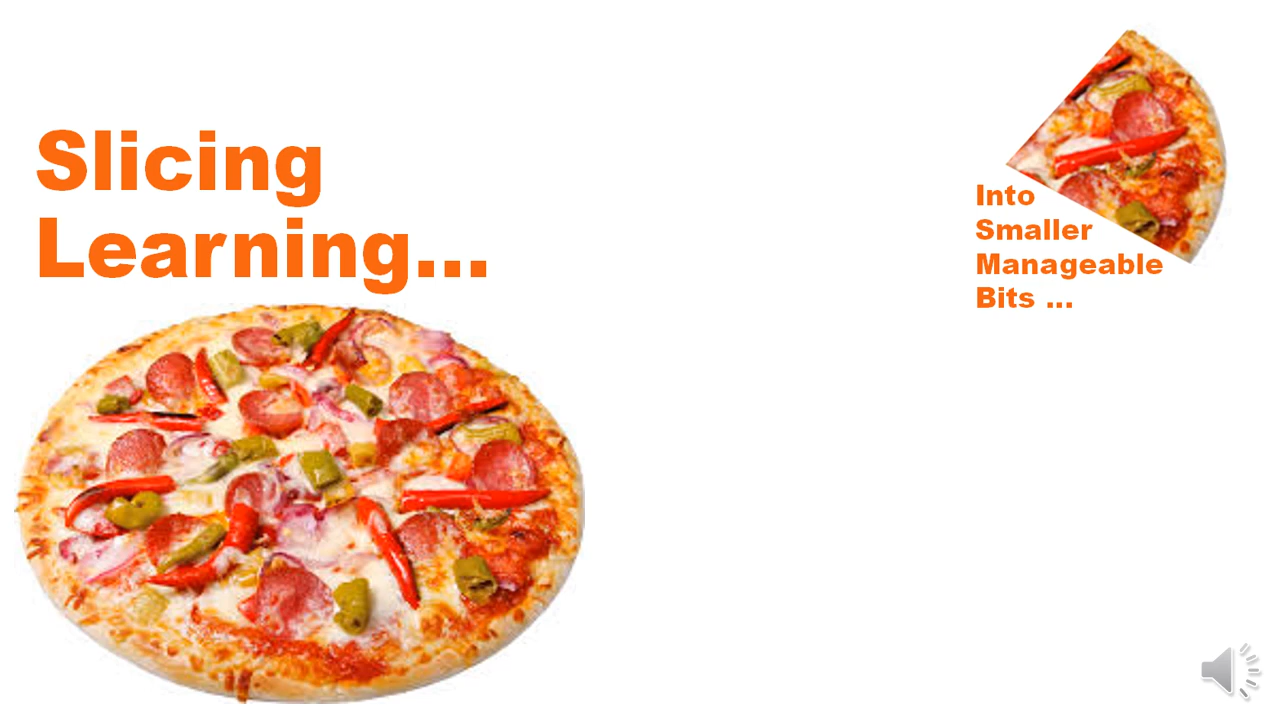 Slicing
Learning...
Into
Smaller
Manageable
Bits ...